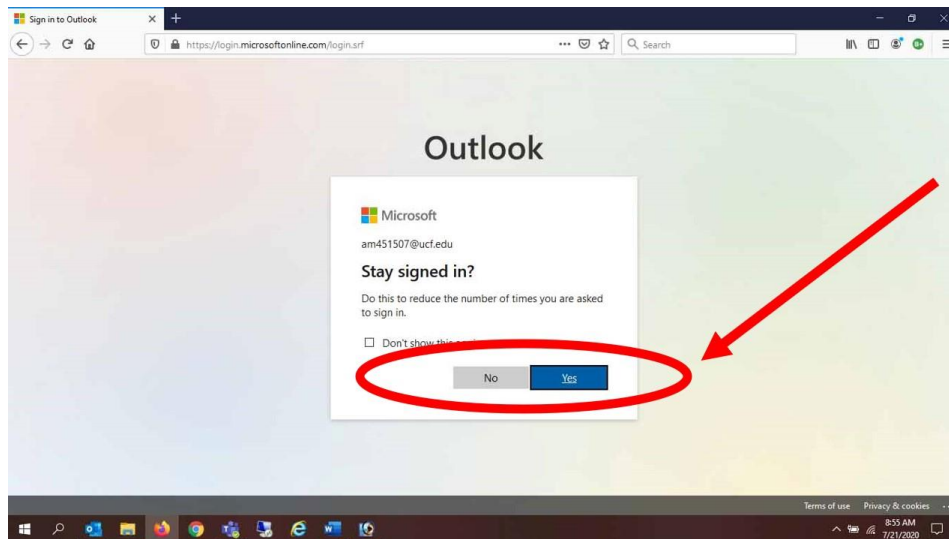 Sign in to Outlook
https://login.microsoftonline.com/login.srf
Search
Outlook
Microsoft
am451507@ucf.edu
Stay signed in?
Do this to reduce the number of times you are asked
to sign in.
Don't show this
No
Yes
Terms of use Privacy & cookies
8:55 AM
7/21/2020